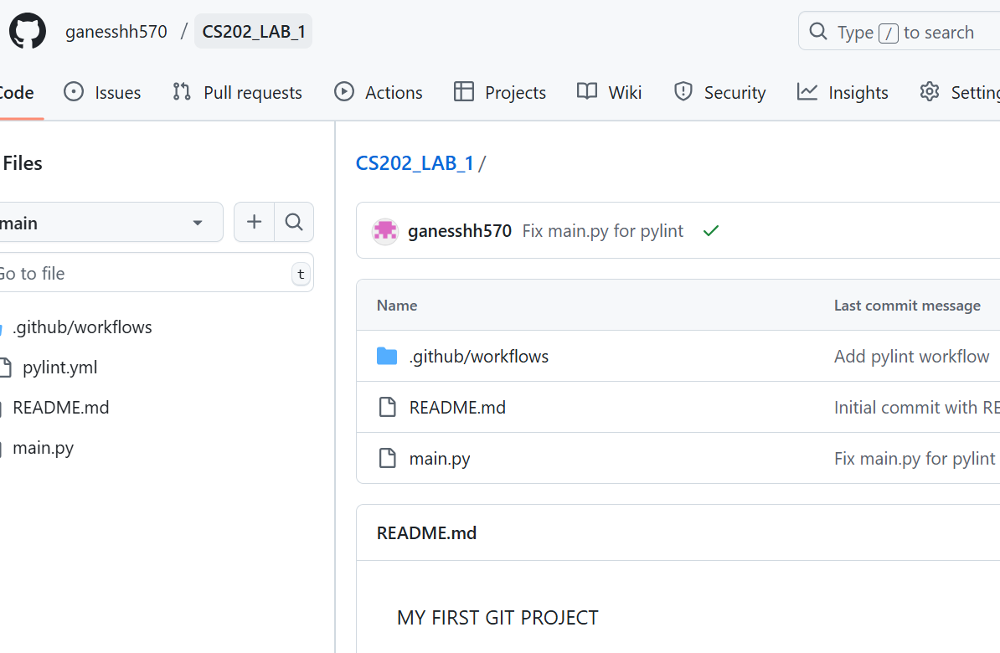 ganesshh570 / CS202_LAB_1 Type / to search
Code Issues Pull requests Actions Projects Wiki Security Insights Settin
Files
main
Go to file t
.github/workflows
pylint.yml
README.md
main.py
CS202_LAB_1 /
ganesshh570 Fix main.py for pylint
Name Last commit message
.github/workflows Add pylint workflow
README.md Initial commit with RE
main.py Fix main.py for pylint
README.md
MY FIRST GIT PROJECT